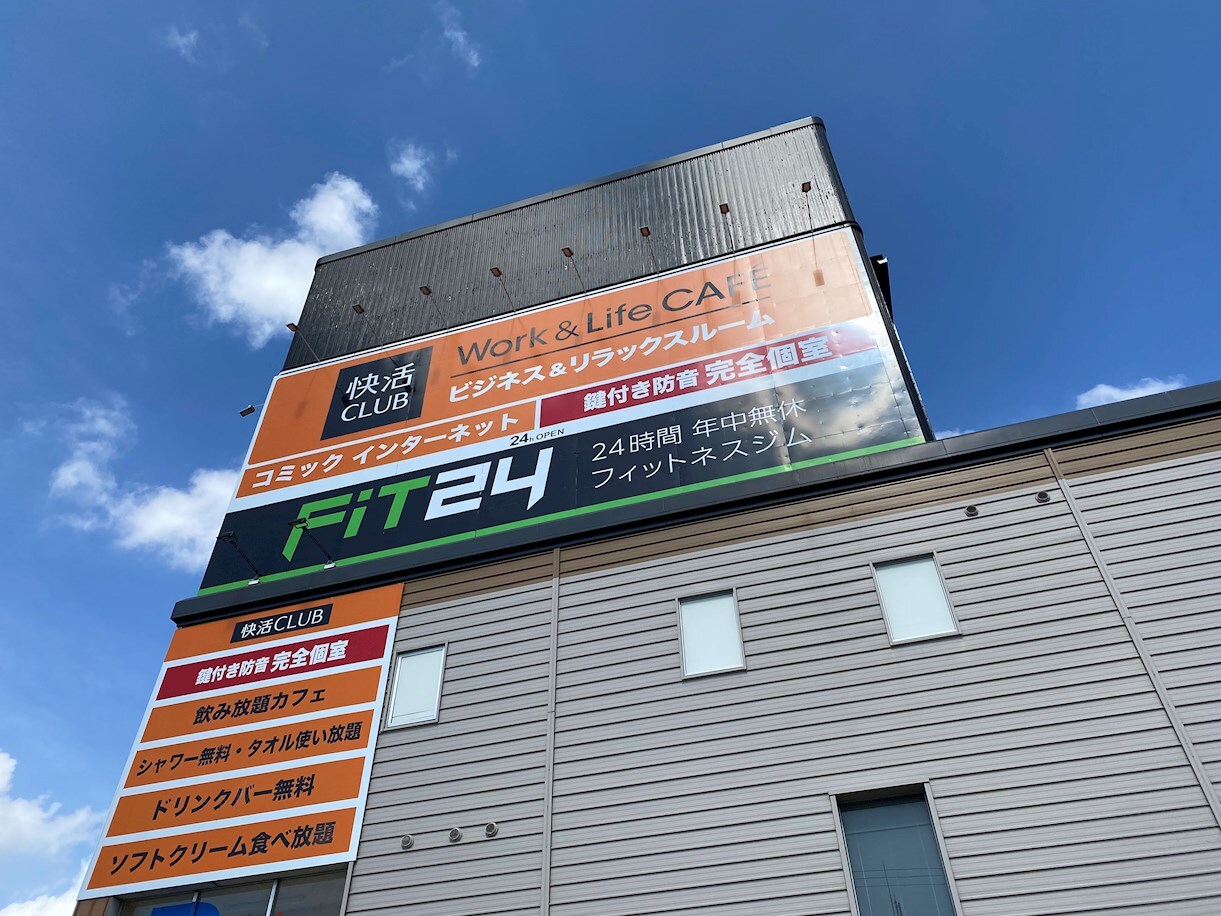 Work & Life CAFE
快活
CLUB
ビジネス&リラックスルーム
コミック インターネット
鍵付き防音 完全個室
24h OPEN
FiT24
24時間 年中無休
フィットネスジム
快活CLUB
鍵付き防音 完全個室
飲み放題カフェ
シャワー無料・タオル使い放題
ドリンクバー無料
ソフトクリーム食べ放題